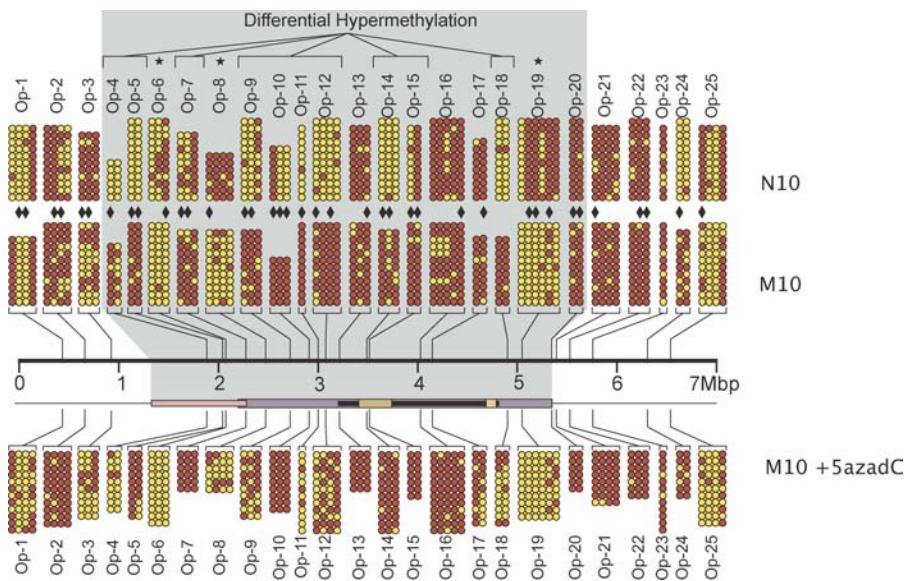 Differential Hypermethylation
Op-1 Op-2 Op-3 Op-4 Op-5 Op-6 Op-7 Op-8 Op-9 Op-10 Op-11 Op-12 Op-13 Op-14 Op-15 Op-16 Op-17 Op-18 Op-19 Op-20 Op-21 Op-22 Op-23 Op-24 Op-25
N10
M10
0 1 2 3 4 5 6 7Mbp
M10 +5azadC
Op-1 Op-2 Op-3 Op-4 Op-5 Op-6 Op-7 Op-8 Op-9 Op-10 Op-11 Op-12 Op-13 Op-14 Op-15 Op-16 Op-17 Op-18 Op-19 Op-20 Op-21 Op-22 Op-23 Op-24 Op-25